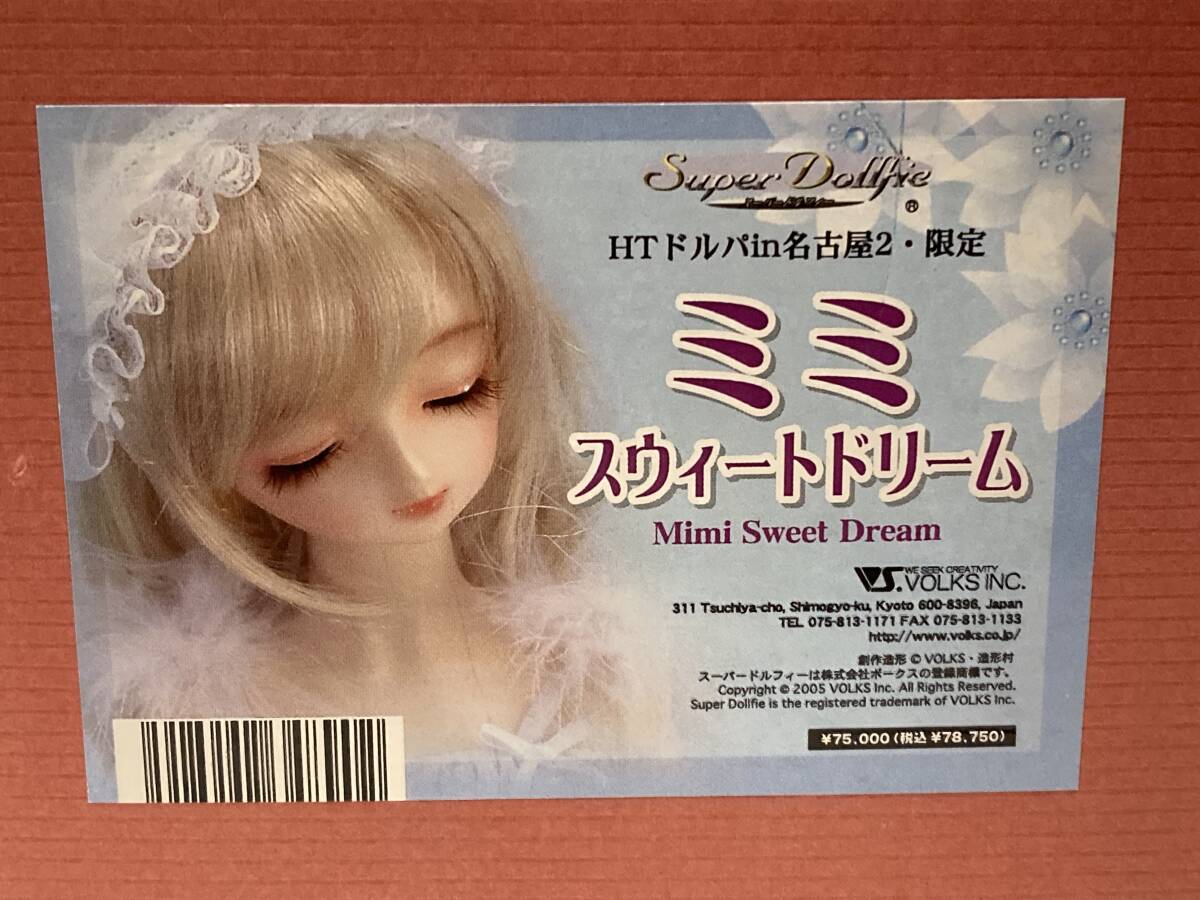 Super Dollfie
スーパードルフィー
®
HTドルパin名古屋2・限定
ミミ
スウィートドリーム
Mimi Sweet Dream
VS. WE SEEK CREATIVITY
VOLKS INC.
311 Tsuchiya-cho, Shimogyo-ku, Kyoto 600-8396, Japan
TEL 075-813-1171 FAX 075-813-1133
http://www.volks.co.jp/
創作造形 © VOLKS・造形村
スーパードルフィーは株式会社ボークスの登録商標です。
Copyright © 2005 VOLKS Inc. All Rights Reserved.
Super Dollfie is the registered trademark of VOLKS Inc.
¥75,000(税込 ¥78,750)